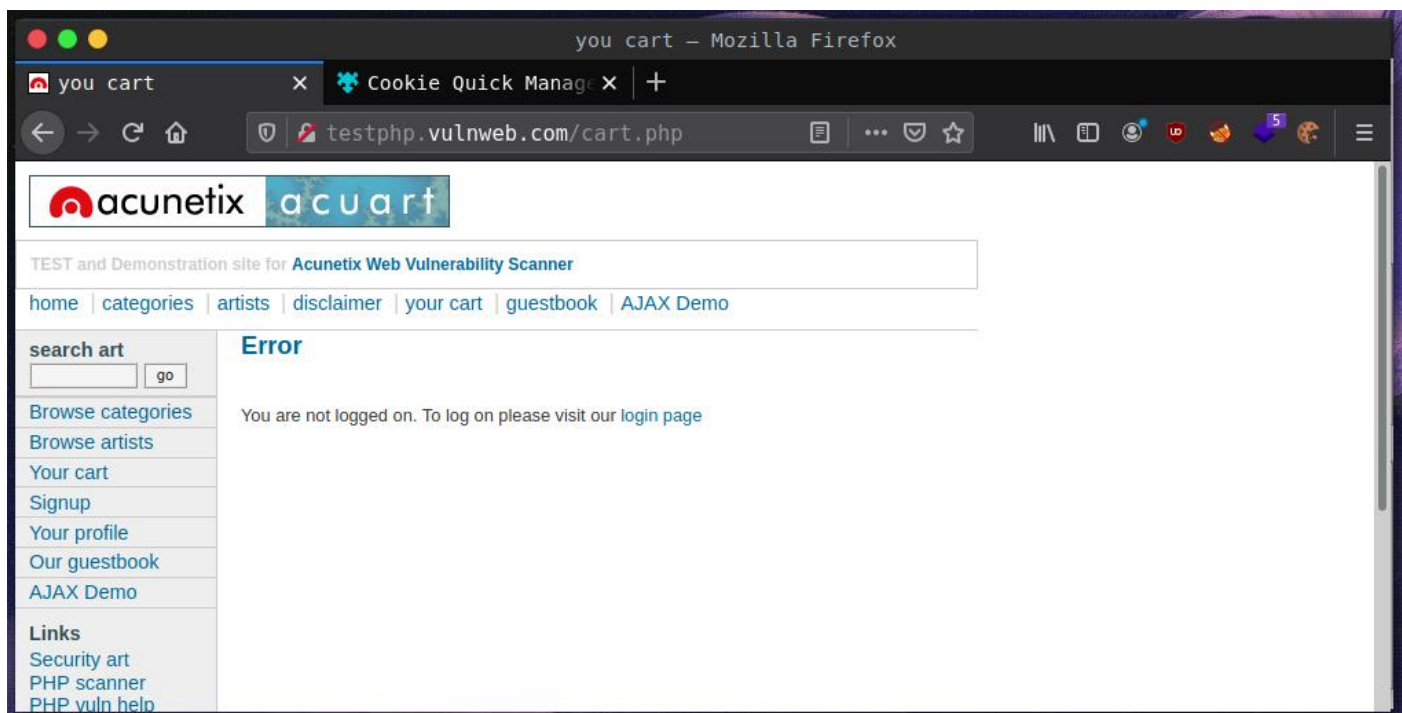 you cart – Mozilla Firefox
you cart
Cookie Quick Manage
testphp.vulnweb.com/cart.php
5
acunetix acuart
TEST and Demonstration site for Acunetix Web Vulnerability Scanner
home | categories | artists | disclaimer | your cart | guestbook | AJAX Demo
search art
go
Browse categories
Browse artists
Your cart
Signup
Your profile
Our guestbook
AJAX Demo
Links
Security art
PHP scanner
PHP vuln help
Error
You are not logged on. To log on please visit our login page